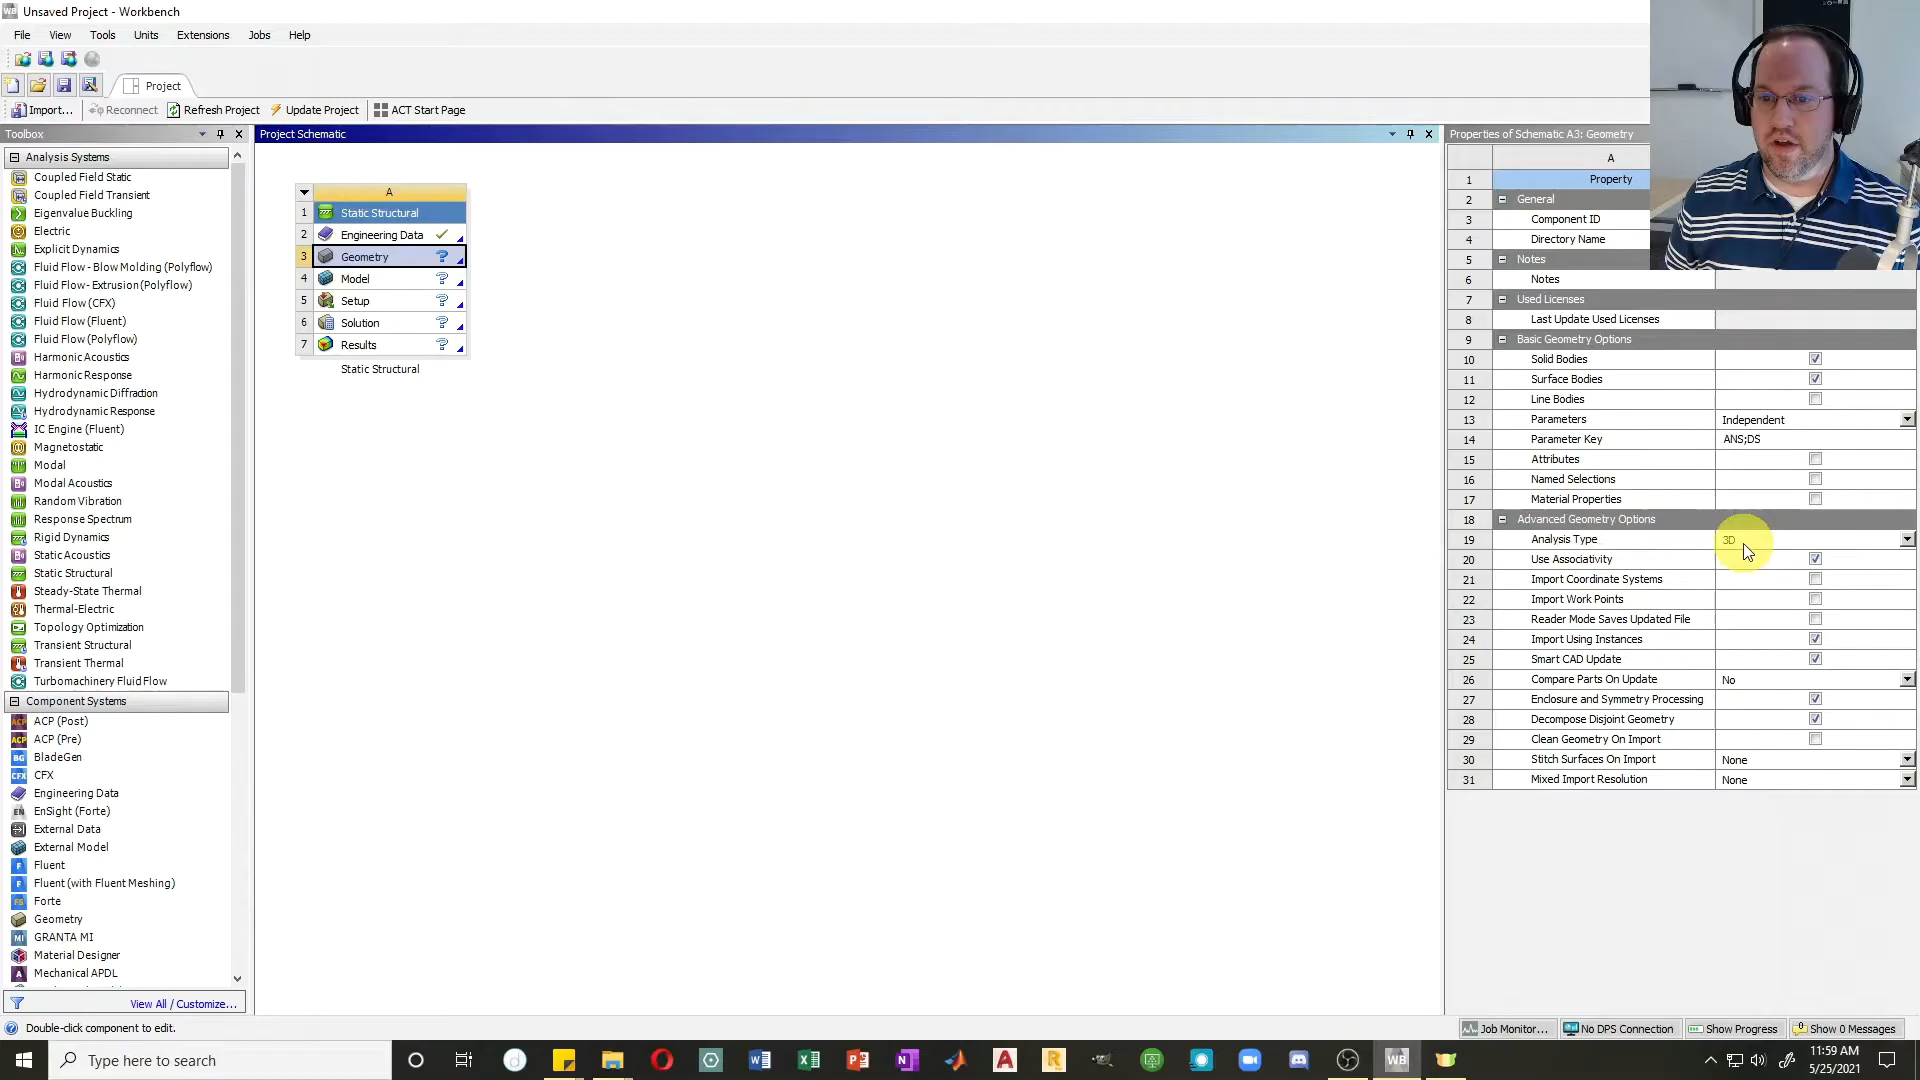 Unsaved Project - Workbench
File View Tools Units Extensions Jobs Help
Project
Import... Reconnect Refresh Project Update Project ACT Start Page
Toolbox
Analysis Systems
Coupled Field Static
Coupled Field Transient
Eigenvalue Buckling
Electric
Explicit Dynamics
Fluid Flow - Blow Molding (Polyflow)
Fluid Flow - Extrusion (Polyflow)
Fluid Flow (CFX)
Fluid Flow (Fluent)
Fluid Flow (Polyflow)
Harmonic Acoustics
Harmonic Response
Hydrodynamic Diffraction
Hydrodynamic Response
IC Engine (Fluent)
Magnetostatic
Modal
Modal Acoustics
Random Vibration
Response Spectrum
Rigid Dynamics
Static Acoustics
Static Structural
Steady-State Thermal
Thermal-Electric
Topology Optimization
Transient Structural
Transient Thermal
Turbomachinery Fluid Flow
Component Systems
ACP (Post)
ACP (Pre)
BladeGen
CFX
Engineering Data
EnSight (Forte)
External Data
External Model
Fluent
Fluent (with Fluent Meshing)
Forte
Geometry
GRANTA MI
Material Designer
Mechanical APDL
View All / Customize...
Project Schematic
A
1 Static Structural
2 Engineering Data
3 Geometry
4 Model
5 Setup
6 Solution
7 Results
Static Structural
Properties of Schematic A3: Geometry
A
1 Property
2 General
3 Component ID
4 Directory Name
5 Notes
6 Notes
7 Used Licenses
8 Last Update Used Licenses
9 Basic Geometry Options
10 Solid Bodies
11 Surface Bodies
12 Line Bodies
13 Parameters Independent
14 Parameter Key ANS;DS
15 Attributes
16 Named Selections
17 Material Properties
18 Advanced Geometry Options
19 Analysis Type 3D
20 Use Associativity
21 Import Coordinate Systems
22 Import Work Points
23 Reader Mode Saves Updated File
24 Import Using Instances
25 Smart CAD Update
26 Compare Parts On Update No
27 Enclosure and Symmetry Processing
28 Decompose Disjoint Geometry
29 Clean Geometry On Import
30 Stitch Surfaces On Import None
31 Mixed Import Resolution None
Double-click component to edit.
Job Monitor... No DPS Connection Show Progress Show 0 Messages
Type here to search
11:59 AM
5/25/2021